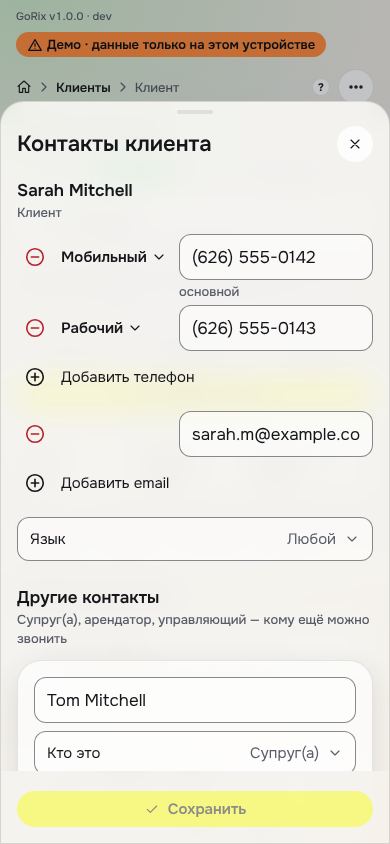 GoRix v1.0.0 · dev
Демо · данные только на этом устройстве
Клиенты Клиент ?
Контакты клиента
Sarah Mitchell
Клиент
Мобильный (626) 555-0142
основной
Рабочий (626) 555-0143
Добавить телефон
sarah.m@example.co
Добавить email
Язык Любой
Другие контакты
Супруг(а), арендатор, управляющий — кому ещё можно
звонить
Tom Mitchell
Кто это Супруг(а)
Сохранить